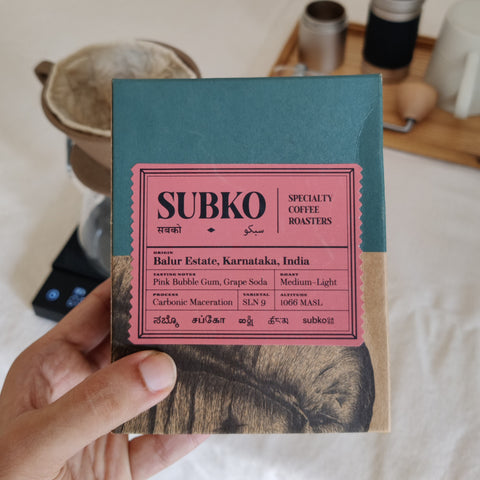 SUBKO
सबको ◆ سبکو
SPECIALTY
COFFEE
ROASTERS
ORIGIN
Balur Estate, Karnataka, India
TASTING NOTES
Pink Bubble Gum, Grape Soda
ROAST
Medium-Light
PROCESS
Carbonic Maceration
VARIETAL
SLN 9
ALTITUDE
1066 MASL
ಸಬ್ಕೊ சப்கோ subko